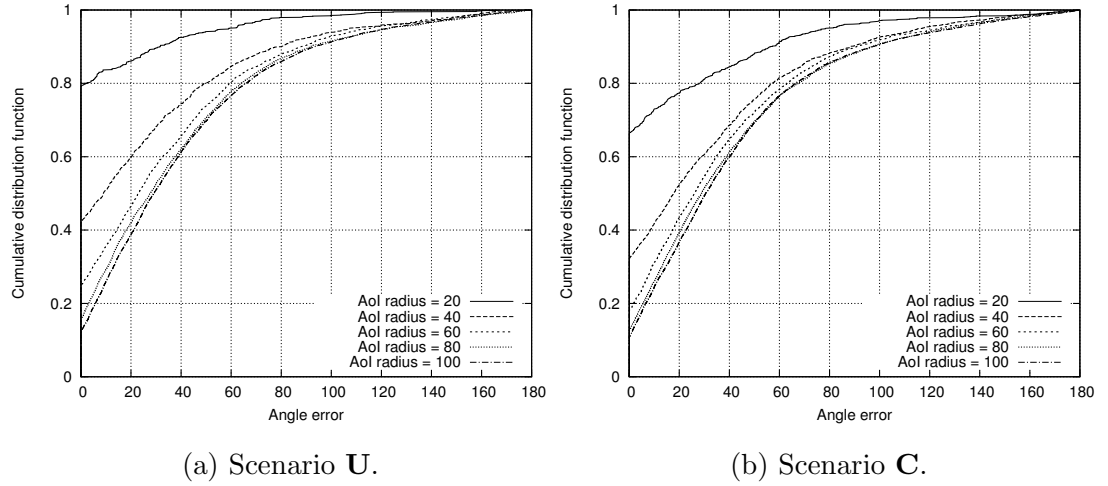 Cumulative distribution function
1
0.8
0.6
0.4
0.2
0
AoI radius = 20
AoI radius = 40
AoI radius = 60
AoI radius = 80
AoI radius = 100
0 20 40 60 80 100 120 140 160 180
Angle error
(a) Scenario U.
Cumulative distribution function
1
0.8
0.6
0.4
0.2
0
AoI radius = 20
AoI radius = 40
AoI radius = 60
AoI radius = 80
AoI radius = 100
0 20 40 60 80 100 120 140 160 180
Angle error
(b) Scenario C.